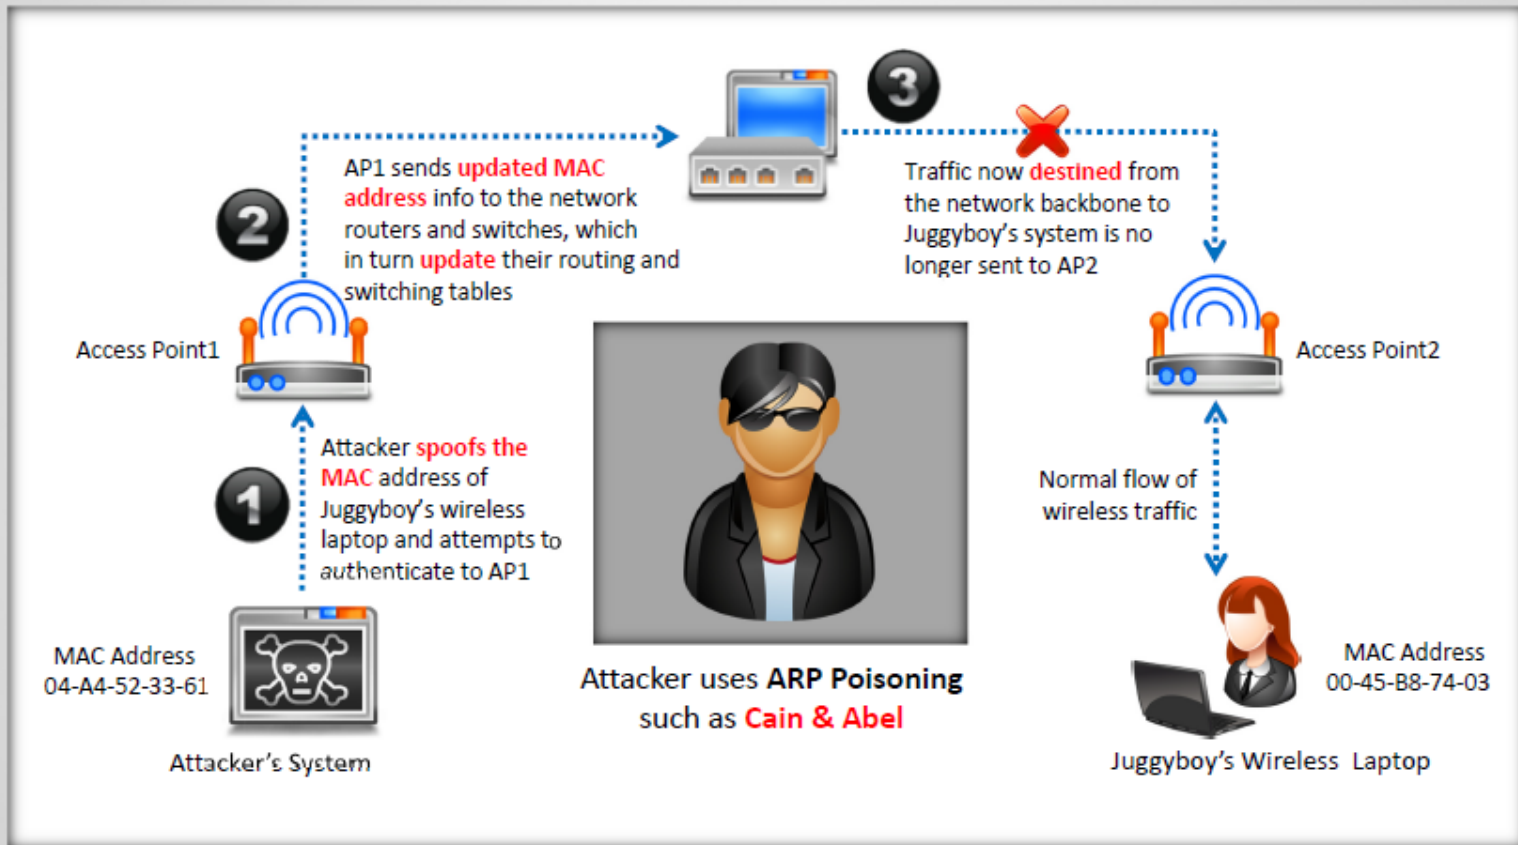 3
AP1 sends updated MAC
address info to the network
routers and switches, which
in turn update their routing and
switching tables
Traffic now destined from
the network backbone to
Juggyboy's system is no
longer sent to AP2
2
Access Point1
Access Point2
Attacker spoofs the
MAC address of
Juggyboy's wireless
laptop and attempts to
authenticate to AP1
1
Normal flow of
wireless traffic
MAC Address
04-A4-52-33-61
Attacker's System
Attacker uses ARP Poisoning
such as Cain & Abel
MAC Address
00-45-B8-74-03
Juggyboy's Wireless Laptop